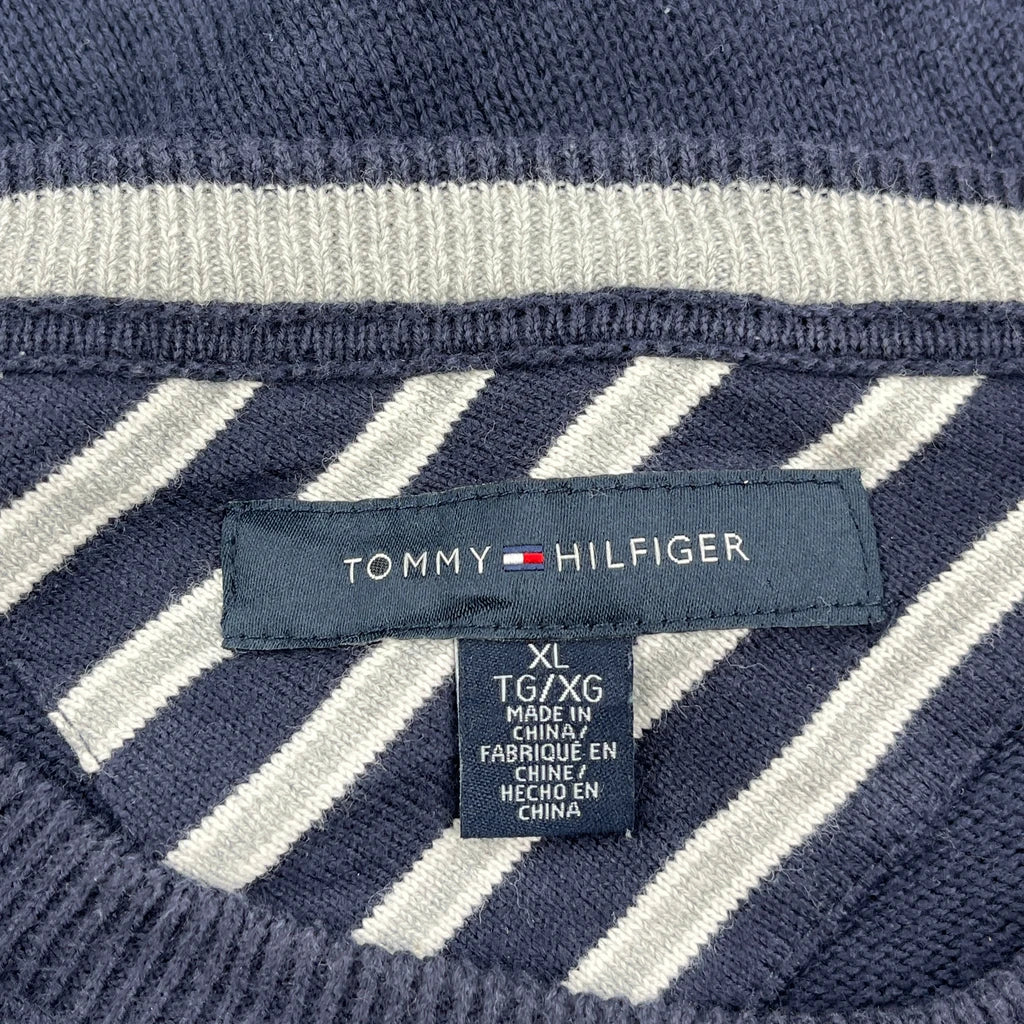 TOMMY HILFIGER
XL
TG/XG
MADE IN
CHINA/
FABRIQUÉ EN
CHINE/
HECHO EN
CHINA